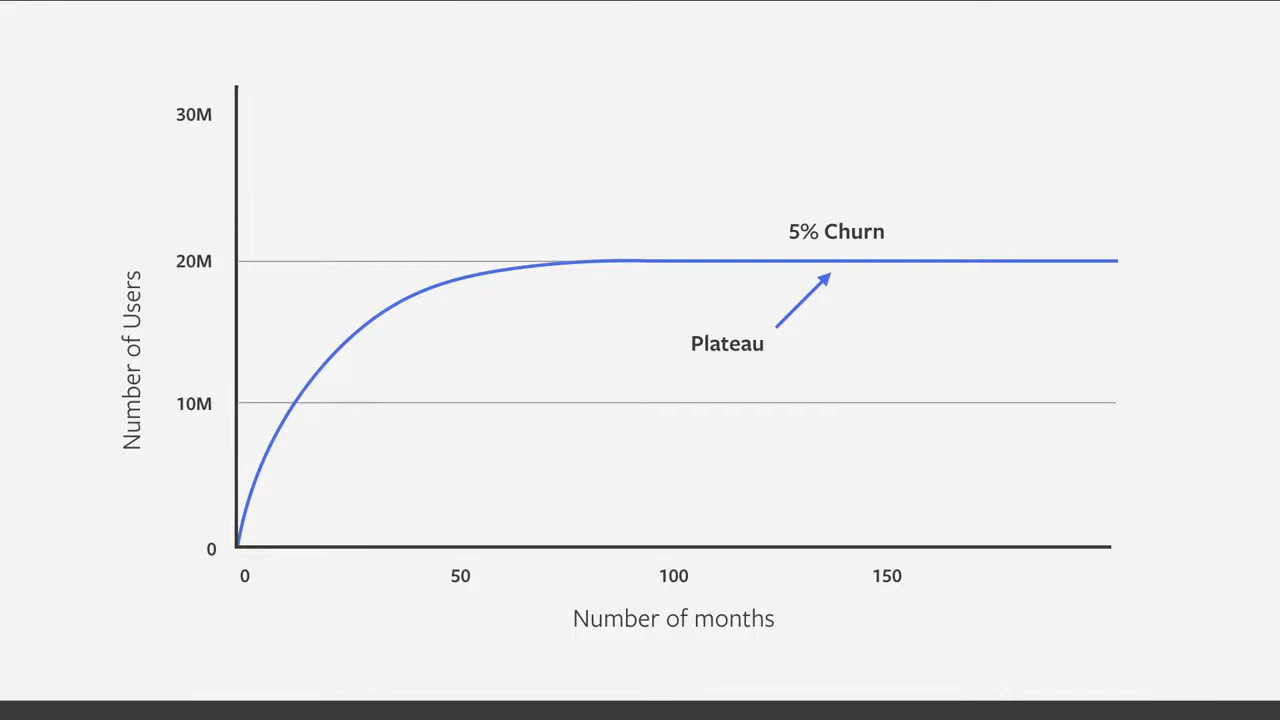 30M
5% Churn
20M
Plateau
Number of Users
10M
0
0 50 100 150
Number of months